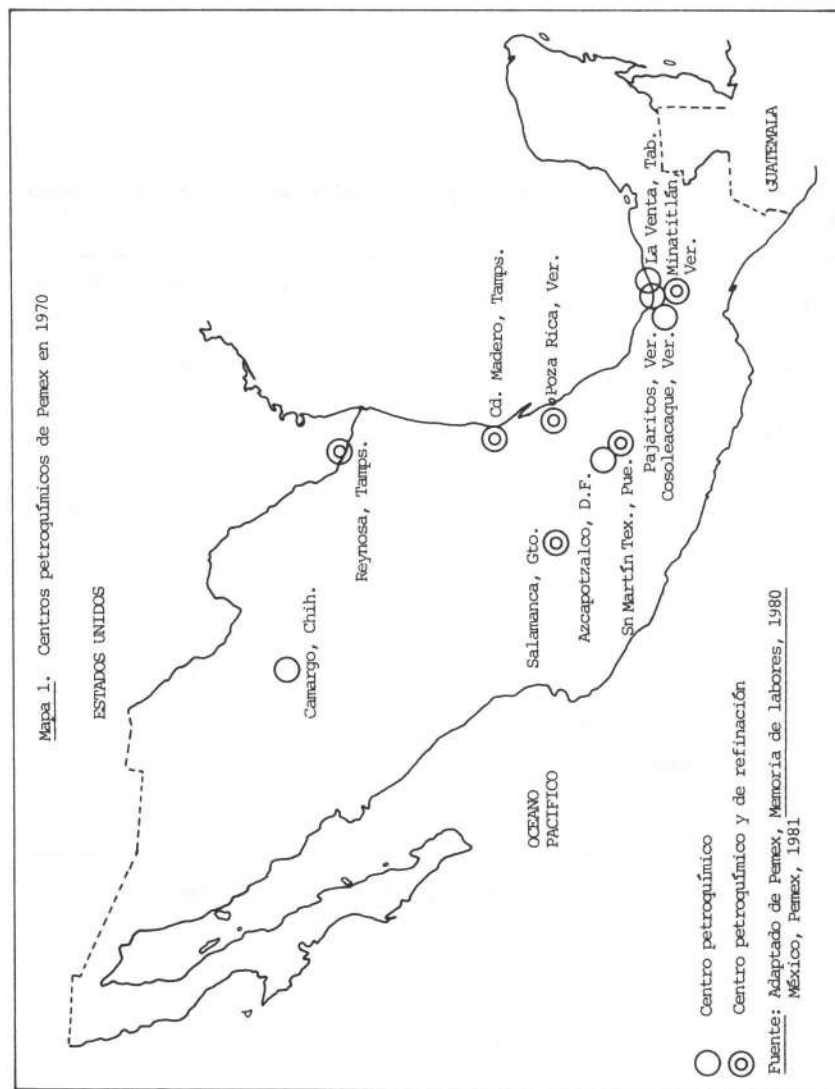 Mapa 1. Centros petroquímicos de Pemex en 1970
ESTADOS UNIDOS
Camargo, Chih.
Reynosa, Tamps.
Cd. Madero, Tamps.
Poza Rica, Ver.
Salamanca, Gto.
Azcapotzalco, D.F.
Sn Martín Tex., Pue.
Pajaritos, Ver.
Cosoleacaque, Ver.
La Venta, Tab.
Minatitlán,
Ver.
GUATEMALA
OCEANO
PACIFICO
Centro petroquímico
Centro petroquímico y de refinación
Fuente: Adaptado de Pemex, Memoria de labores, 1980
México, Pemex, 1981